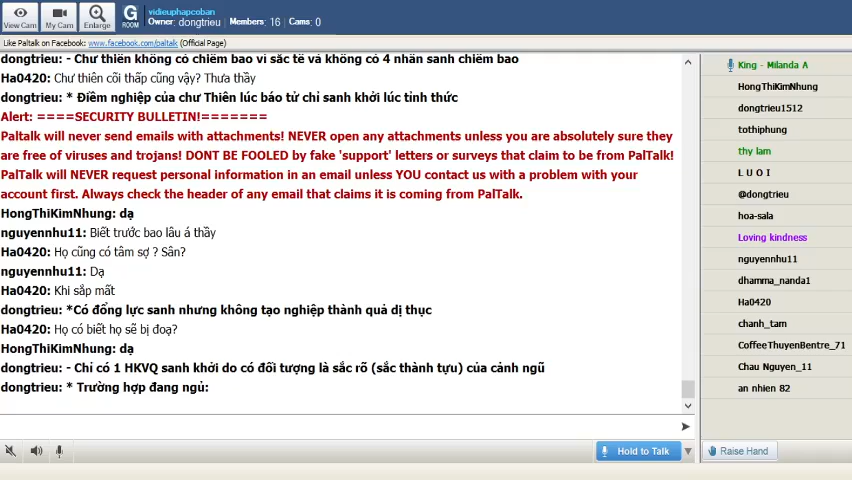 vidieuphapcoban
Owner: dongtrieu Members: 16 Cams: 0
View Cam My Cam Enlarge G ROOM
Like Paltalk on Facebook: www.facebook.com/paltalk (Official Page)
dongtrieu: - Chư thiên không có chiêm bao vì sắc tế và không có 4 nhân sanh chiêm bao
Ha0420: Chư thiên cõi thấp cũng vậy? Thưa thầy
dongtrieu: * Điềm nghiệp của chư Thiên lúc báo tử chỉ sanh khởi lúc tỉnh thức
Alert: ====SECURITY BULLETIN!=======
Paltalk will never send emails with attachments! NEVER open any attachments unless you are absolutely sure they
are free of viruses and trojans! DONT BE FOOLED by fake 'support' letters or surveys that claim to be from PalTalk!
PalTalk will NEVER request personal information in an email unless YOU contact us with a problem with your
account first. Always check the header of any email that claims it is coming from PalTalk.
HongThiKimNhung: dạ
nguyennhu11: Biết trước bao lâu á thầy
Ha0420: Họ cũng có tâm sợ ? Sân?
nguyennhu11: Dạ
Ha0420: Khi sắp mất
dongtrieu: *Có đổng lực sanh nhưng không tạo nghiệp thành quả dị thục
Ha0420: Họ có biết họ sẽ bị đoạ?
HongThiKimNhung: dạ
dongtrieu: - Chỉ có 1 HKVQ sanh khởi do có đối tượng là sắc rõ (sắc thành tựu) của cảnh ngũ
dongtrieu: * Trường hợp đang ngủ:
Hold to Talk
King - Milanda A
HongThiKimNhung
dongtrieu1512
tothiphung
thy lam
L U O I
@dongtrieu
hoa-sala
Loving kindness
nguyennhu11
dhamma_nanda1
Ha0420
chanh_tam
CoffeeThuyenBentre_71
Chau Nguyen_11
an nhien 82
Raise Hand